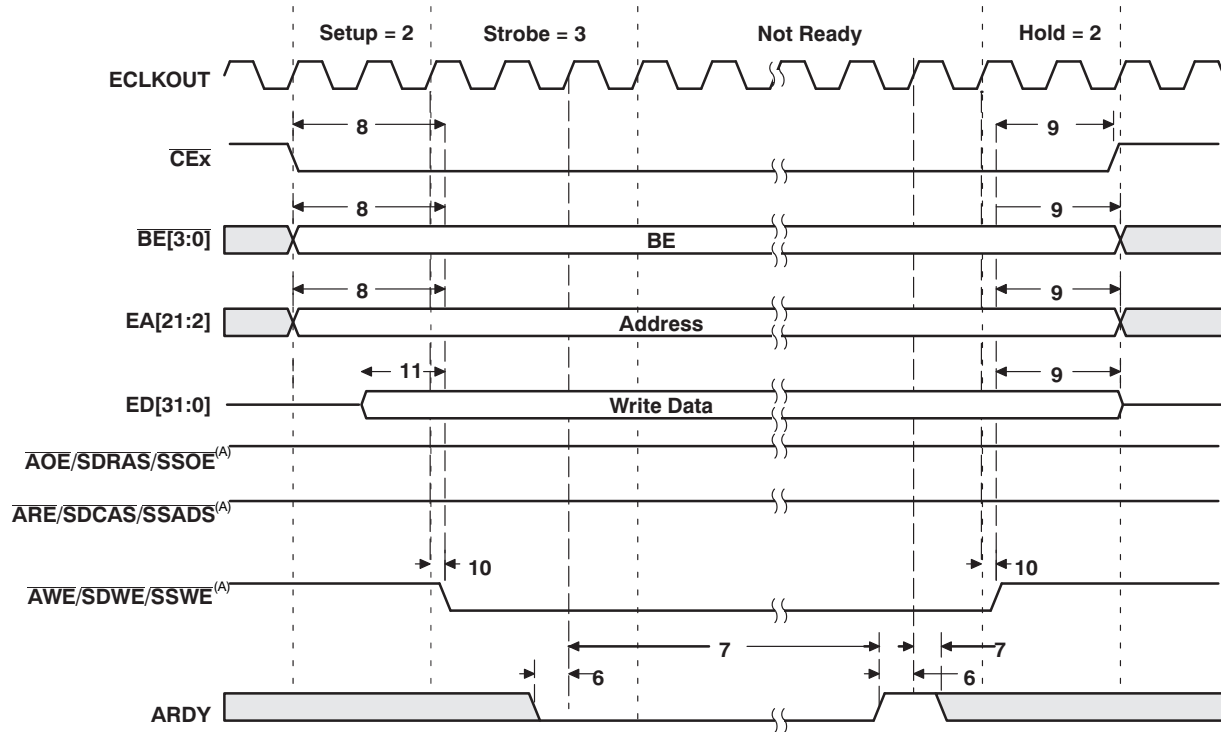 Setup = 2 Strobe = 3 Not Ready Hold = 2
ECLKOUT
8 9
CEx
8 9
BE[3:0] BE
8 9
EA[21:2] Address
11 9
ED[31:0] Write Data
AOE/SDRAS/SSOE(A)
ARE/SDCAS/SSADS(A)
10 10
AWE/SDWE/SSWE(A)
7 7
6 6
ARDY